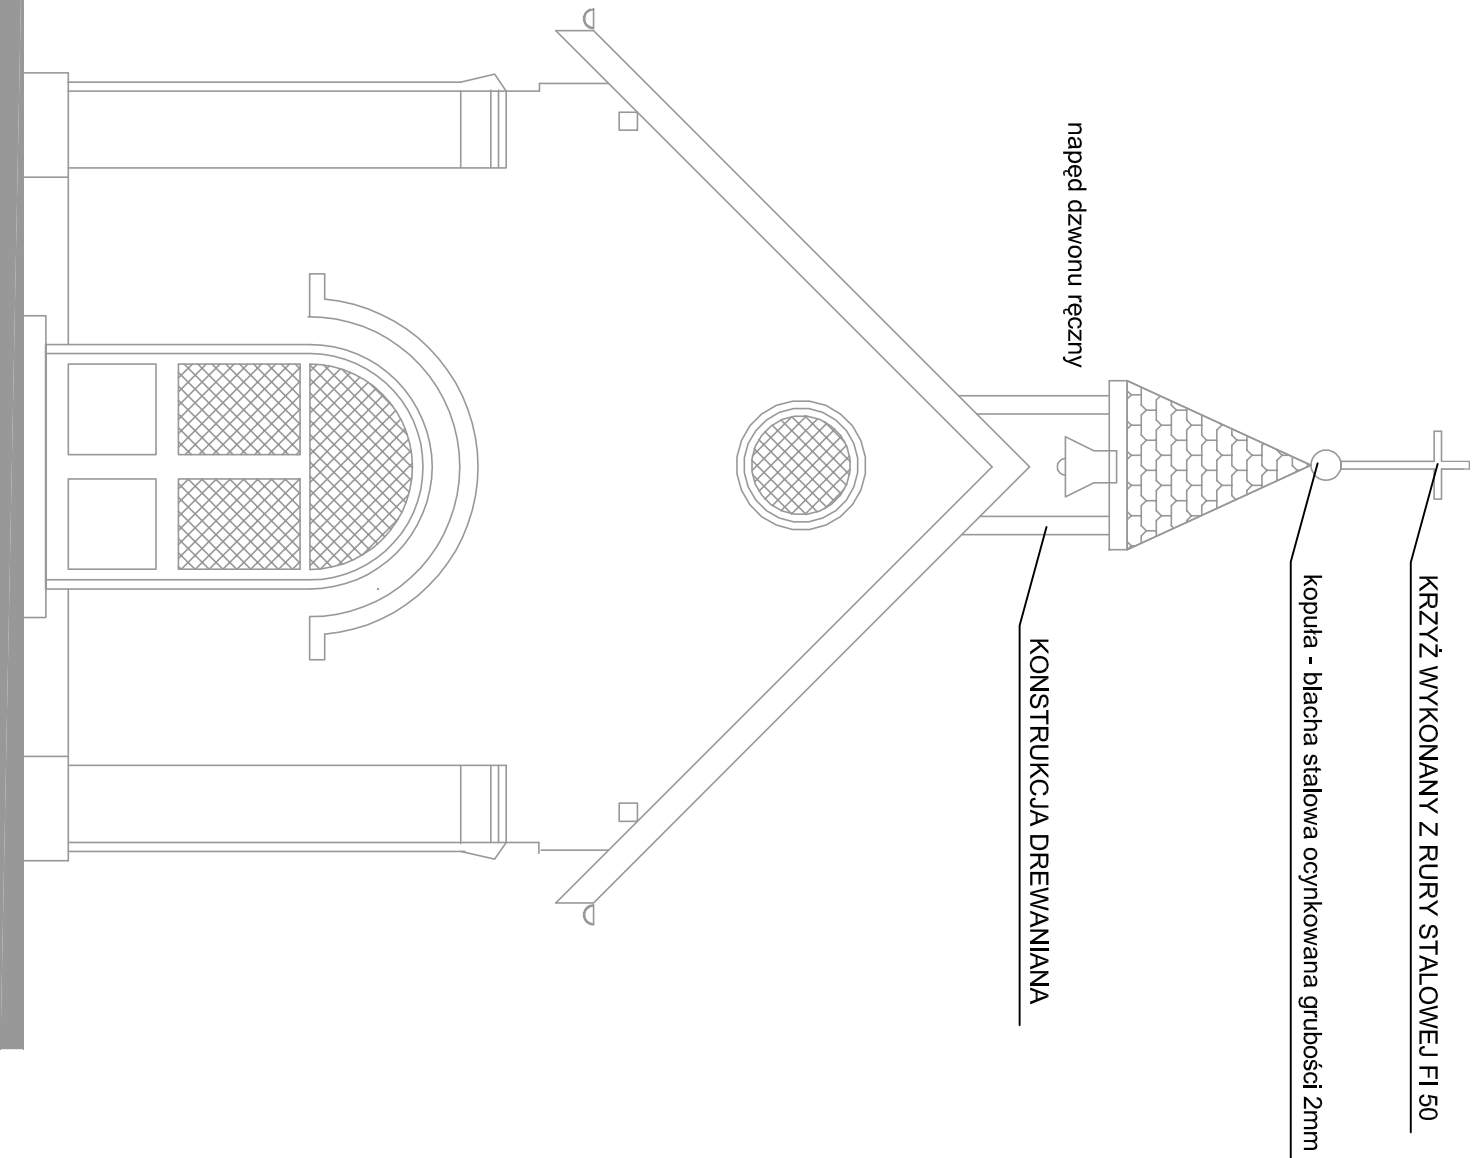 KRZYŻ WYKONANY Z RURY STALOWEJ FI 50
kopuła - blacha stalowa ocynkowana grubości 2mm
napęd dzwonu ręczny
KONSTRUKCJA DREWANIANA